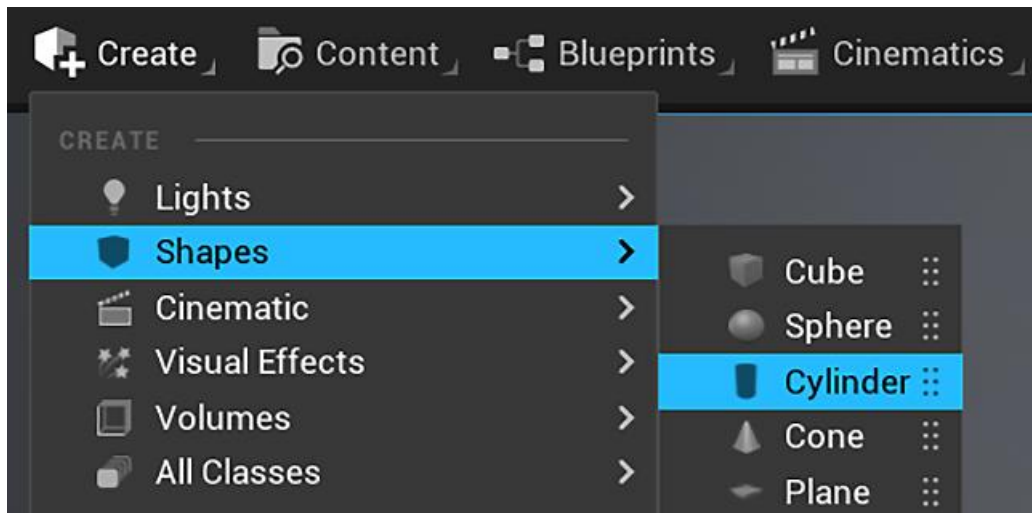 Create Content Blueprints Cinematics
CREATE
Lights
Shapes
Cinematic
Visual Effects
Volumes
All Classes
Cube
Sphere
Cylinder
Cone
Plane